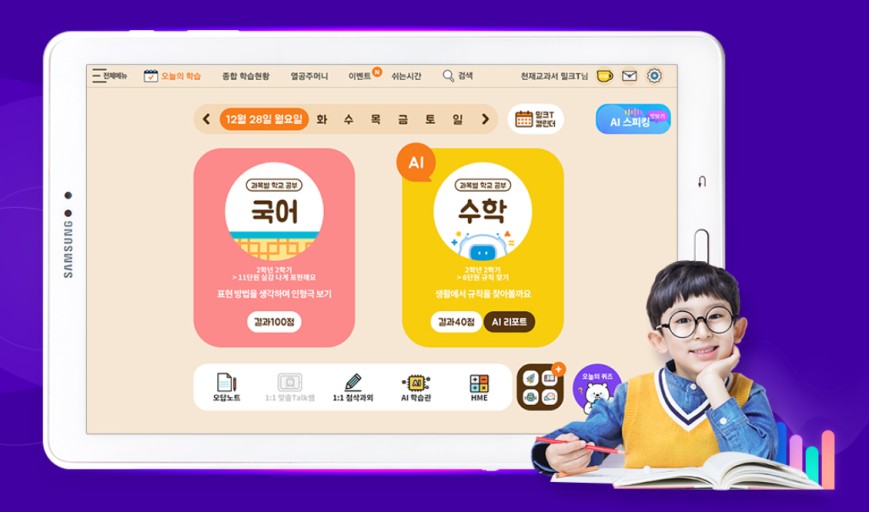 전체메뉴
오늘의 학습
종합 학습현황
열공주머니
이벤트 N
쉬는시간
검색
천재교과서 밀크T님
12월 28일 월요일 화 수 목 금 토 일
밀크T
캘린더
AI 스피킹
맛보기
SAMSUNG
과목별 학교 공부
국어
2학년 2학기
> 11단원 실감 나게 표현해요
표현 방법을 생각하며 인형극 보기
결과100점
AI
과목별 학교 공부
수학
2학년 2학기
> 6단원 규칙 찾기
생활에서 규칙을 찾아볼까요
결과40점
AI 리포트
오답노트
1:1 맞춤Talk쌤
1:1 첨삭과외
AI
AI 학습관
HME
오늘의 퀴즈